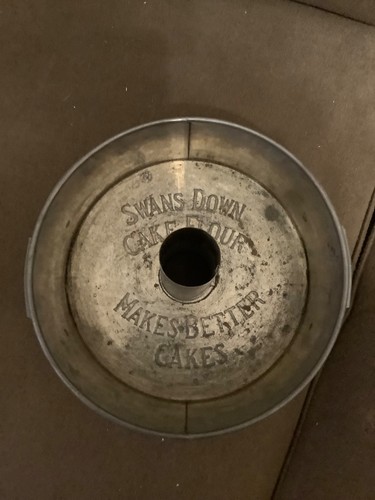 SWANS DOWN
CAKE FLOUR
MAKES BETTER
CAKES